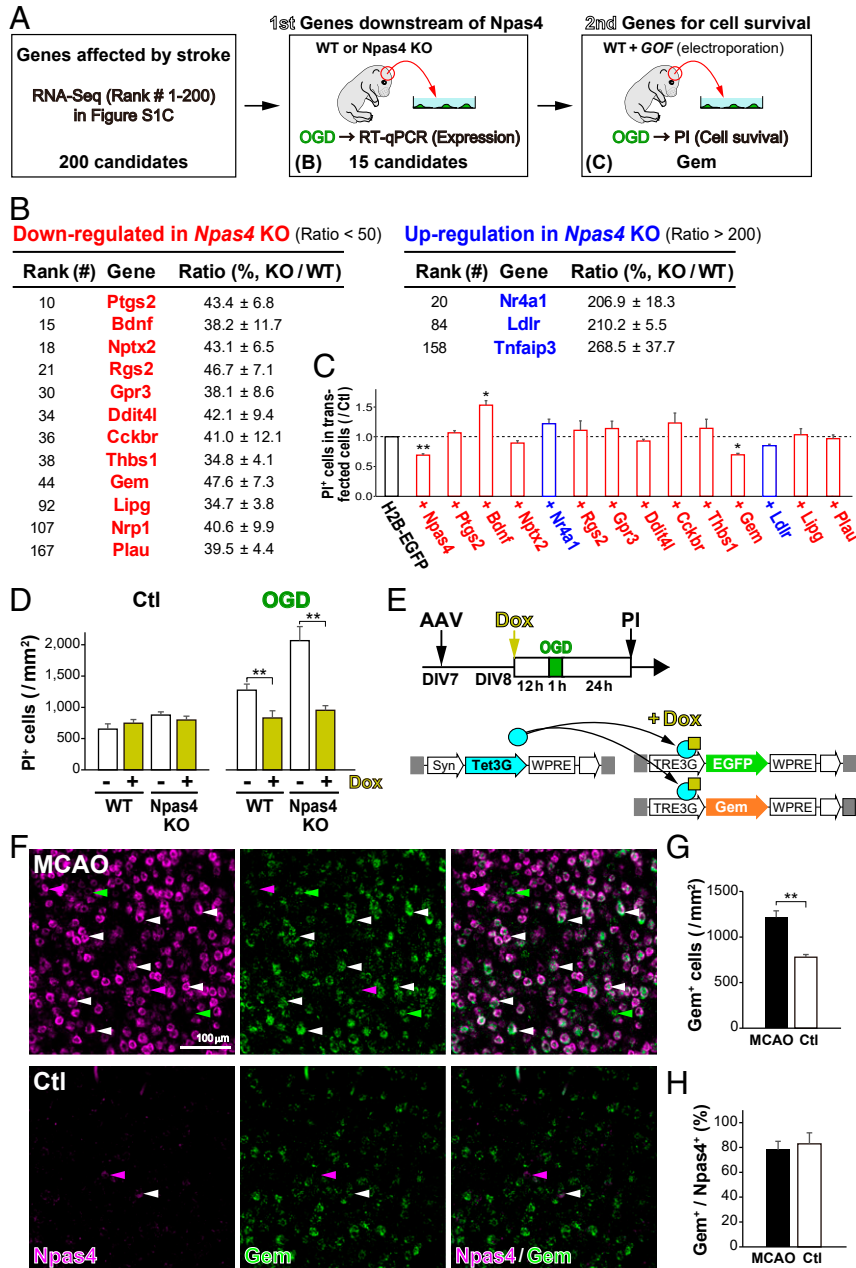 A
Genes affected by stroke
RNA-Seq (Rank # 1-200)
in Figure S1C
200 candidates
1st Genes downstream of Npas4
WT or Npas4 KO
OGD → RT-qPCR (Expression)
(B) 15 candidates
2nd Genes for cell survival
WT + GOF (electroporation)
OGD → PI (Cell suvival)
(C) Gem
B
Down-regulated in Npas4 KO (Ratio < 50)
Rank (#) Gene Ratio (%, KO / WT)
10 Ptgs2 43.4 ± 6.8
15 Bdnf 38.2 ± 11.7
18 Nptx2 43.1 ± 6.5
21 Rgs2 46.7 ± 7.1
30 Gpr3 38.1 ± 8.6
34 Ddit4l 42.1 ± 9.4
36 Cckbr 41.0 ± 12.1
38 Thbs1 34.8 ± 4.1
44 Gem 47.6 ± 7.3
92 Lipg 34.7 ± 3.8
107 Nrp1 40.6 ± 9.9
167 Plau 39.5 ± 4.4
Up-regulation in Npas4 KO (Ratio > 200)
Rank (#) Gene Ratio (%, KO / WT)
20 Nr4a1 206.9 ± 18.3
84 Ldlr 210.2 ± 5.5
158 Tnfaip3 268.5 ± 37.7
C
PI+ cells in trans-
fected cells (/ Ctl)
1.5
1.0
0.5
0
**
*
*
H2B-EGFP
+ Npas4
+ Ptgs2
+ Bdnf
+ Nptx2
+ Nr4a1
+ Rgs2
+ Gpr3
+ Ddit4l
+ Cckbr
+ Thbs1
+ Gem
+ Ldlr
+ Lipg
+ Plau
D
Ctl OGD
PI+ cells (/ mm2)
2,000
1,500
1,000
500
0
**
**
- + - + - + - + Dox
WT Npas4 KO WT Npas4 KO
E
AAV Dox PI
OGD
DIV7 DIV8 12 h 1 h 24 h
+ Dox
Syn Tet3G WPRE
TRE3G EGFP WPRE
TRE3G Gem WPRE
F
MCAO
100 μm
Ctl
Npas4
Gem
Npas4 / Gem
G
Gem+ cells (/ mm2)
1500
1000
500
0
**
MCAO Ctl
H
Gem+ / Npas4+ (%)
80
60
40
20
0
MCAO Ctl